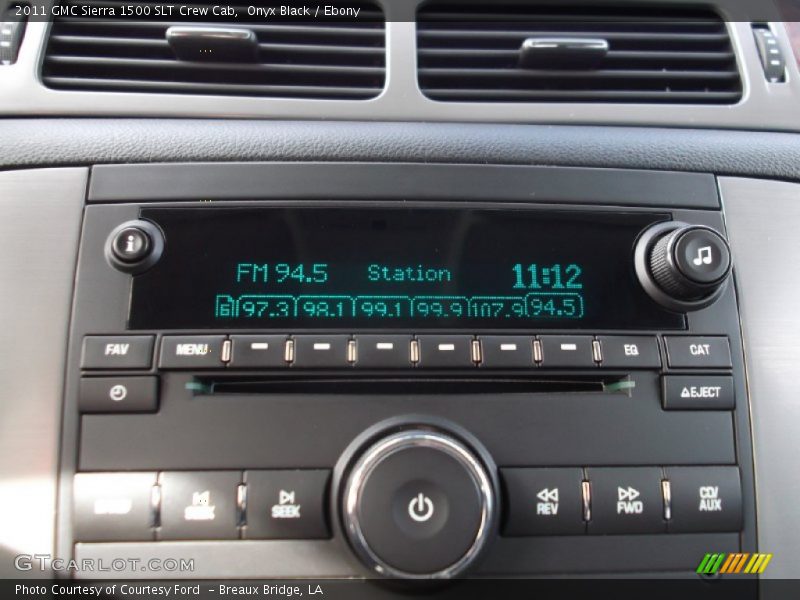 2011 GMC Sierra 1500 SLT Crew Cab, Onyx Black / Ebony
FM 94.5 Station 11:12
97.3 98.1 99.1 99.9 107.9 94.5
FAV MENU EQ CAT
EJECT
SEEK SEEK REV FWD CD/AUX
GTCARLOT.COM
Photo Courtesy of Courtesy Ford - Breaux Bridge, LA